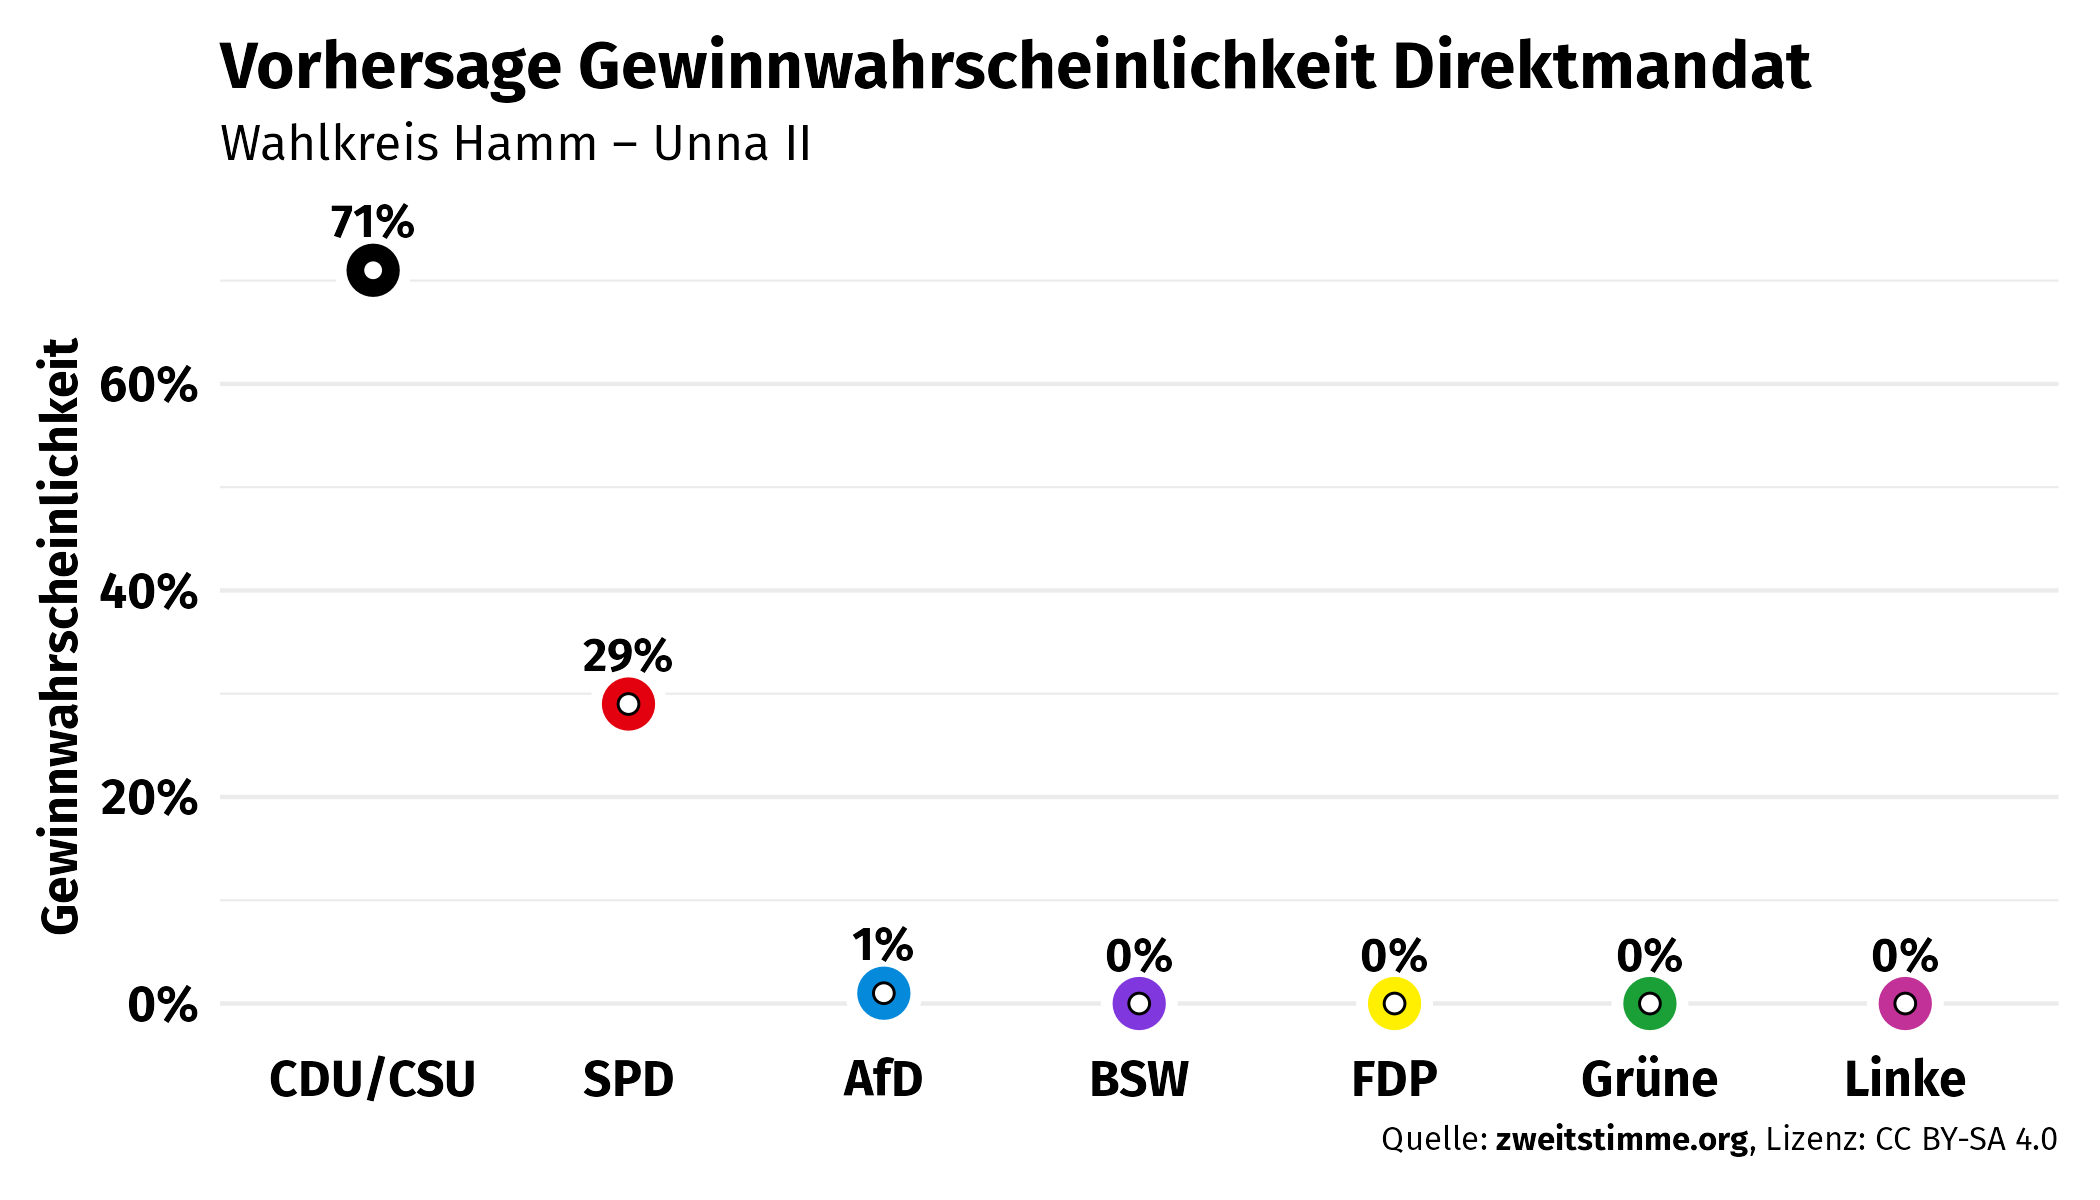 Vorhersage Gewinnwahrscheinlichkeit Direktmandat
Wahlkreis Hamm – Unna II
Gewinnwahrscheinlichkeit
60%
40%
20%
0%
71%
29%
1%
0%
0%
0%
0%
CDU/CSU
SPD
AfD
BSW
FDP
Grüne
Linke
Quelle: zweitstimme.org, Lizenz: CC BY-SA 4.0